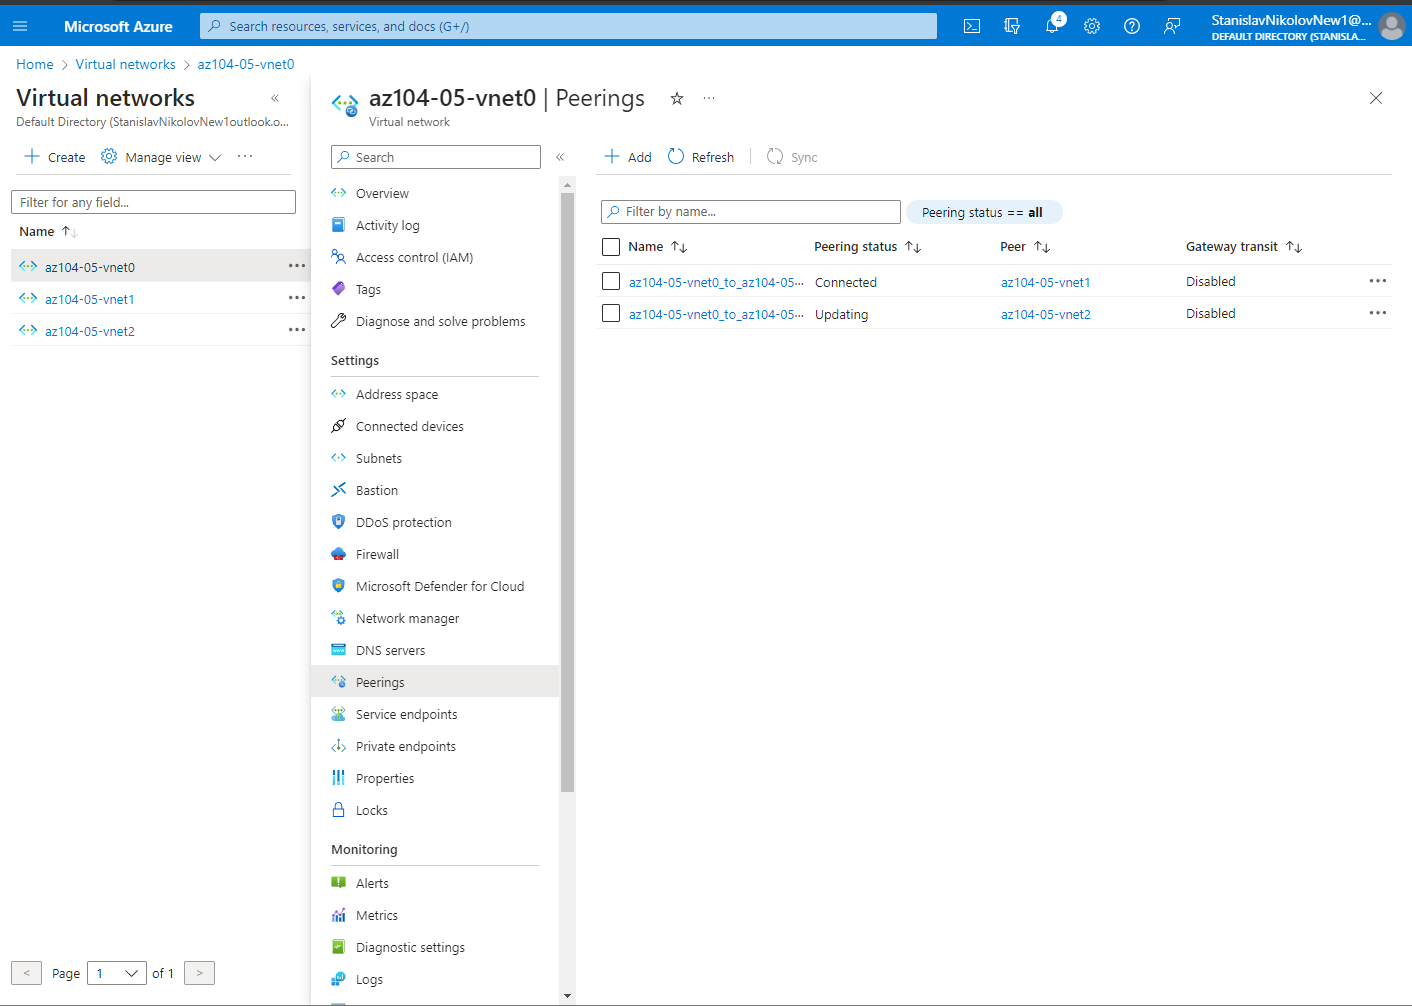 Microsoft Azure
Search resources, services, and docs (G+/)
4
StanislavNikolovNew1@...
DEFAULT DIRECTORY (STANISLA...
Home > Virtual networks > az104-05-vnet0
Virtual networks
«
Default Directory (StanislavNikolovNew1outlook.o...
Create
Manage view
...
Filter for any field...
Name
az104-05-vnet0
az104-05-vnet1
az104-05-vnet2
< Page 1 of 1 >
az104-05-vnet0 | Peerings
...
Virtual network
Search
«
Overview
Activity log
Access control (IAM)
Tags
Diagnose and solve problems
Settings
Address space
Connected devices
Subnets
Bastion
DDoS protection
Firewall
Microsoft Defender for Cloud
Network manager
DNS servers
Peerings
Service endpoints
Private endpoints
Properties
Locks
Monitoring
Alerts
Metrics
Diagnostic settings
Logs
Add
Refresh
Sync
Filter by name...
Peering status == all
Name Peering status Peer Gateway transit
az104-05-vnet0_to_az104-05-... Connected az104-05-vnet1 Disabled
az104-05-vnet0_to_az104-05-... Updating az104-05-vnet2 Disabled